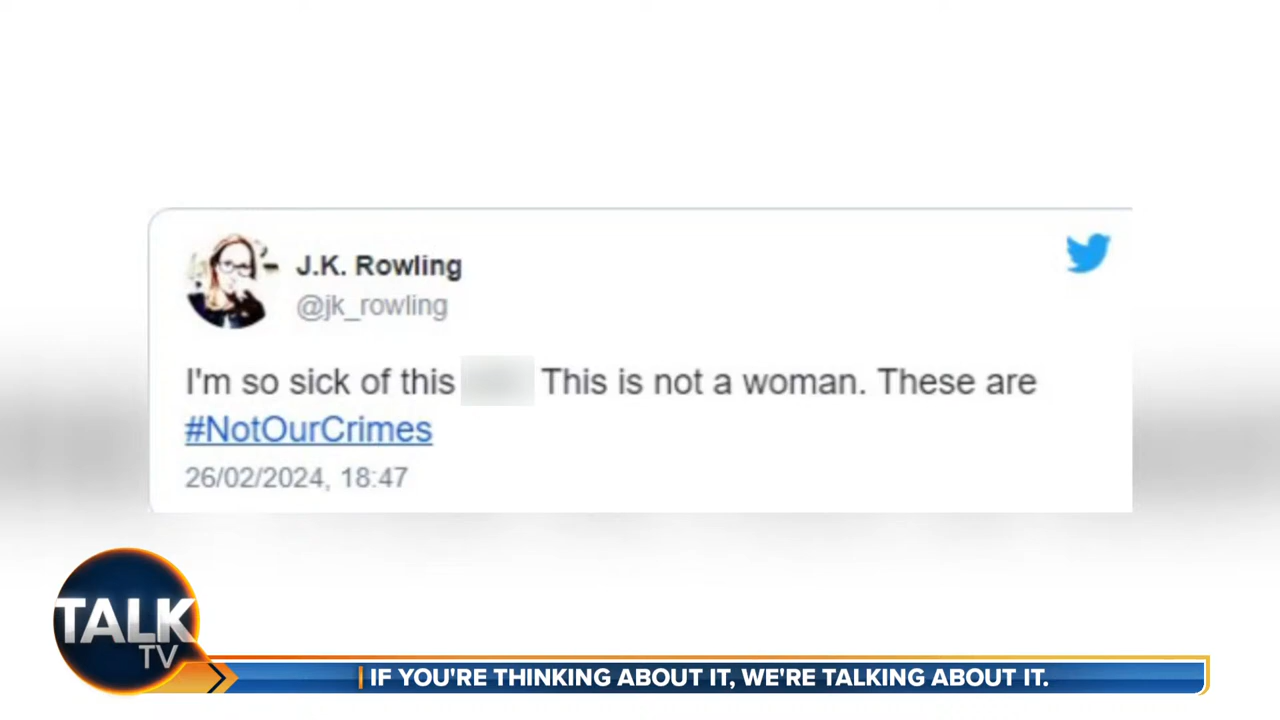 J.K. Rowling
@jk_rowling
I'm so sick of this This is not a woman. These are
#NotOurCrimes
26/02/2024, 18:47
TALK
TV
IF YOU'RE THINKING ABOUT IT, WE'RE TALKING ABOUT IT.